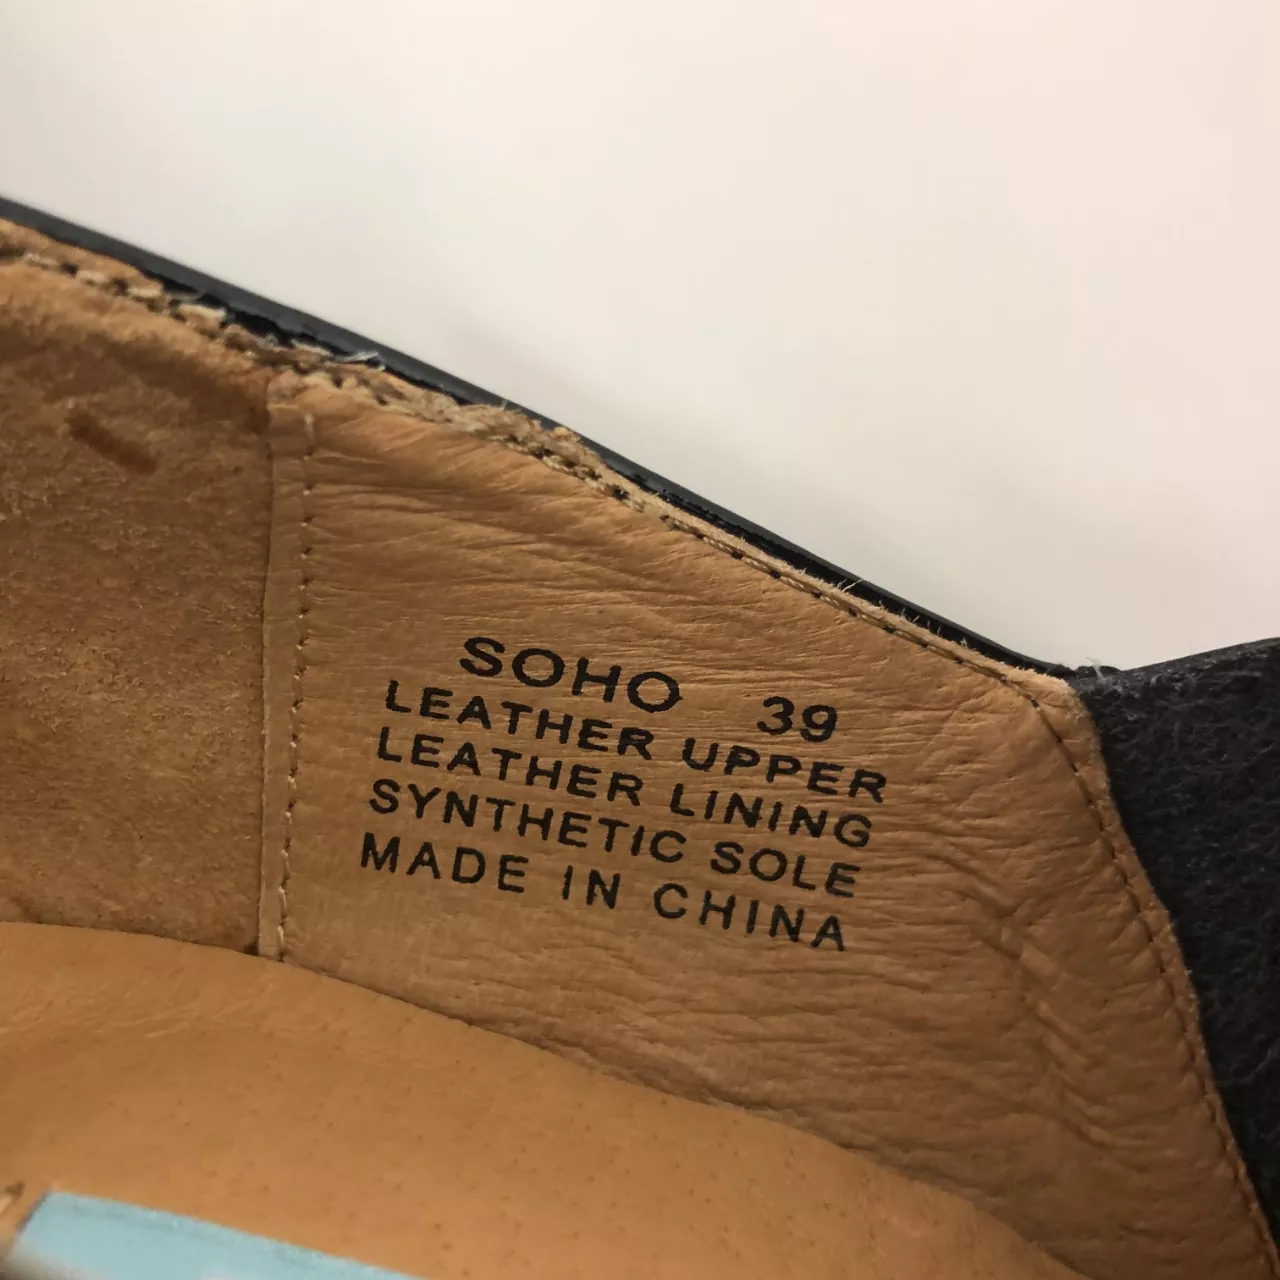 SOHO 39
LEATHER UPPER
LEATHER LINING
SYNTHETIC SOLE
MADE IN CHINA